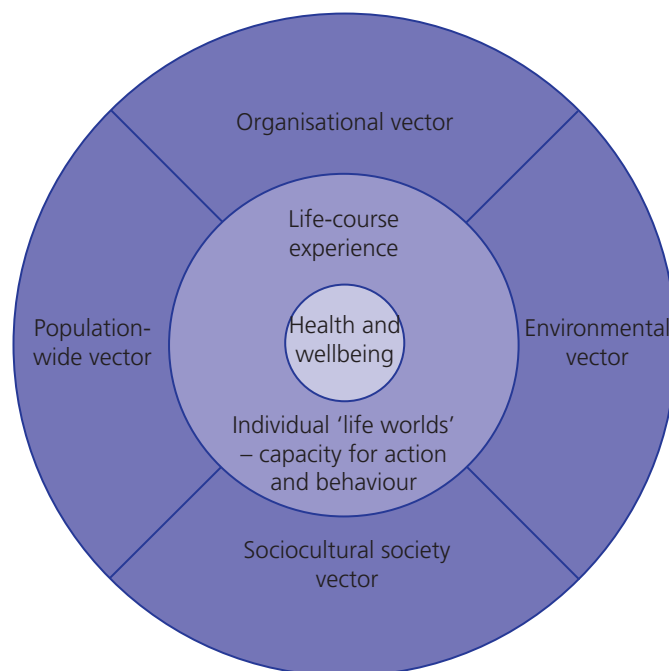 Organisational vector
Life-course
experience
Population-
wide vector
Health and
wellbeing
Environmental
vector
Individual ‘life worlds’
– capacity for action
and behaviour
Sociocultural society
vector